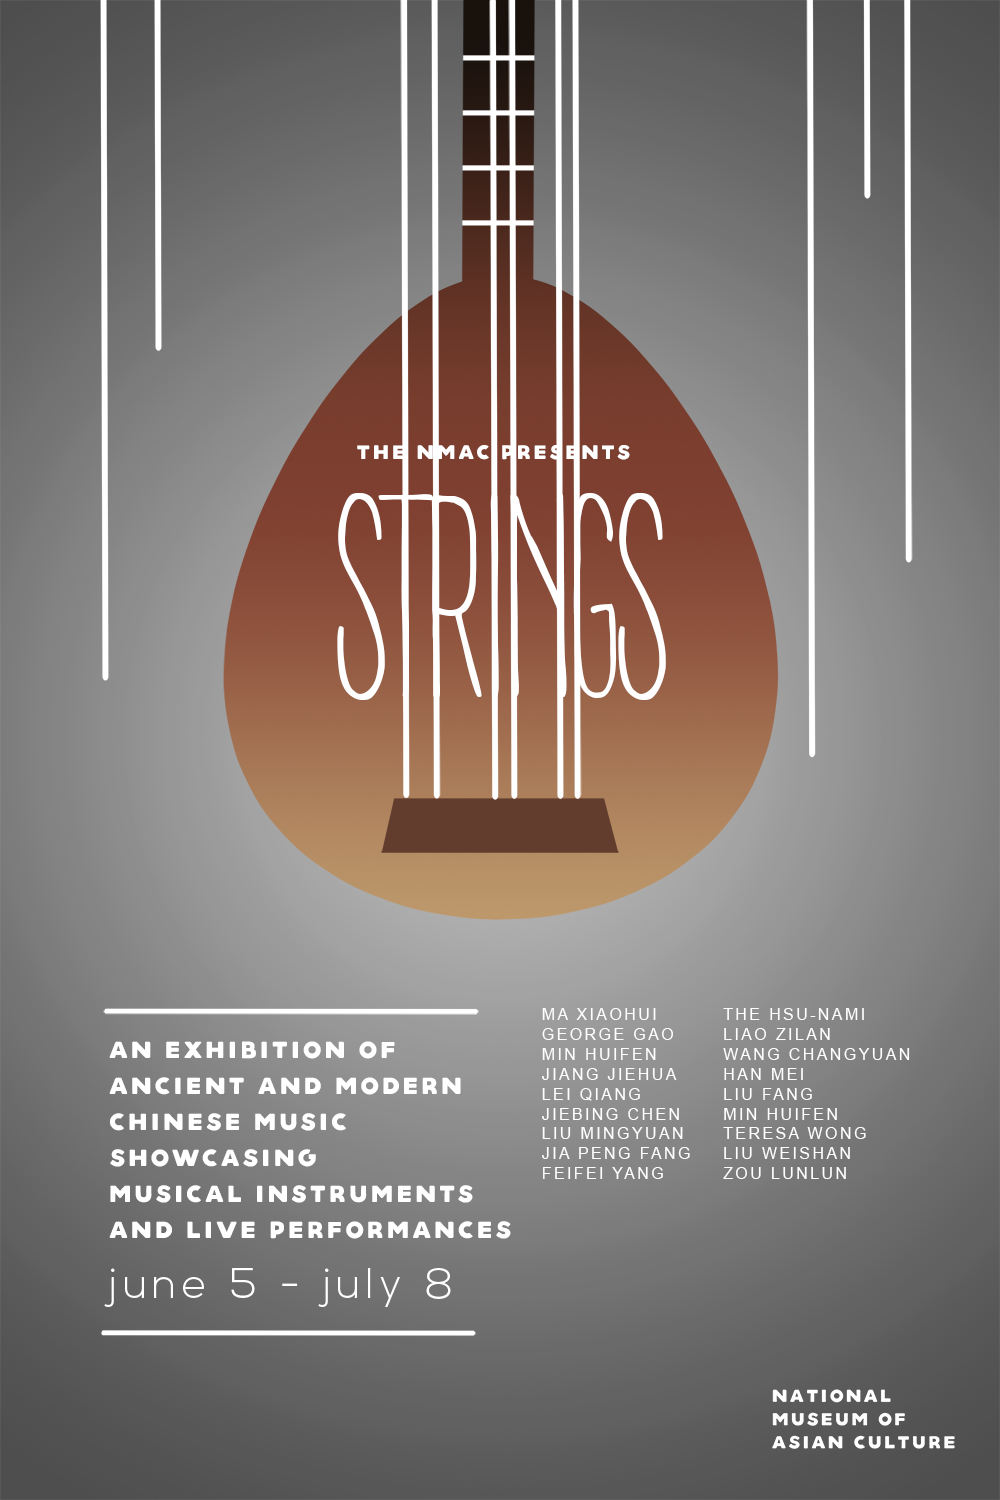 THE NMAC PRESENTS
STRINGS
AN EXHIBITION OF
ANCIENT AND MODERN
CHINESE MUSIC
SHOWCASING
MUSICAL INSTRUMENTS
AND LIVE PERFORMANCES
june 5 - july 8
MA XIAOHUI
GEORGE GAO
MIN HUIFEN
JIANG JIEHUA
LEI QIANG
JIEBING CHEN
LIU MINGYUAN
JIA PENG FANG
FEIFEI YANG
THE HSU-NAMI
LIAO ZILAN
WANG CHANGYUAN
HAN MEI
LIU FANG
MIN HUIFEN
TERESA WONG
LIU WEISHAN
ZOU LUNLUN
NATIONAL
MUSEUM OF
ASIAN CULTURE